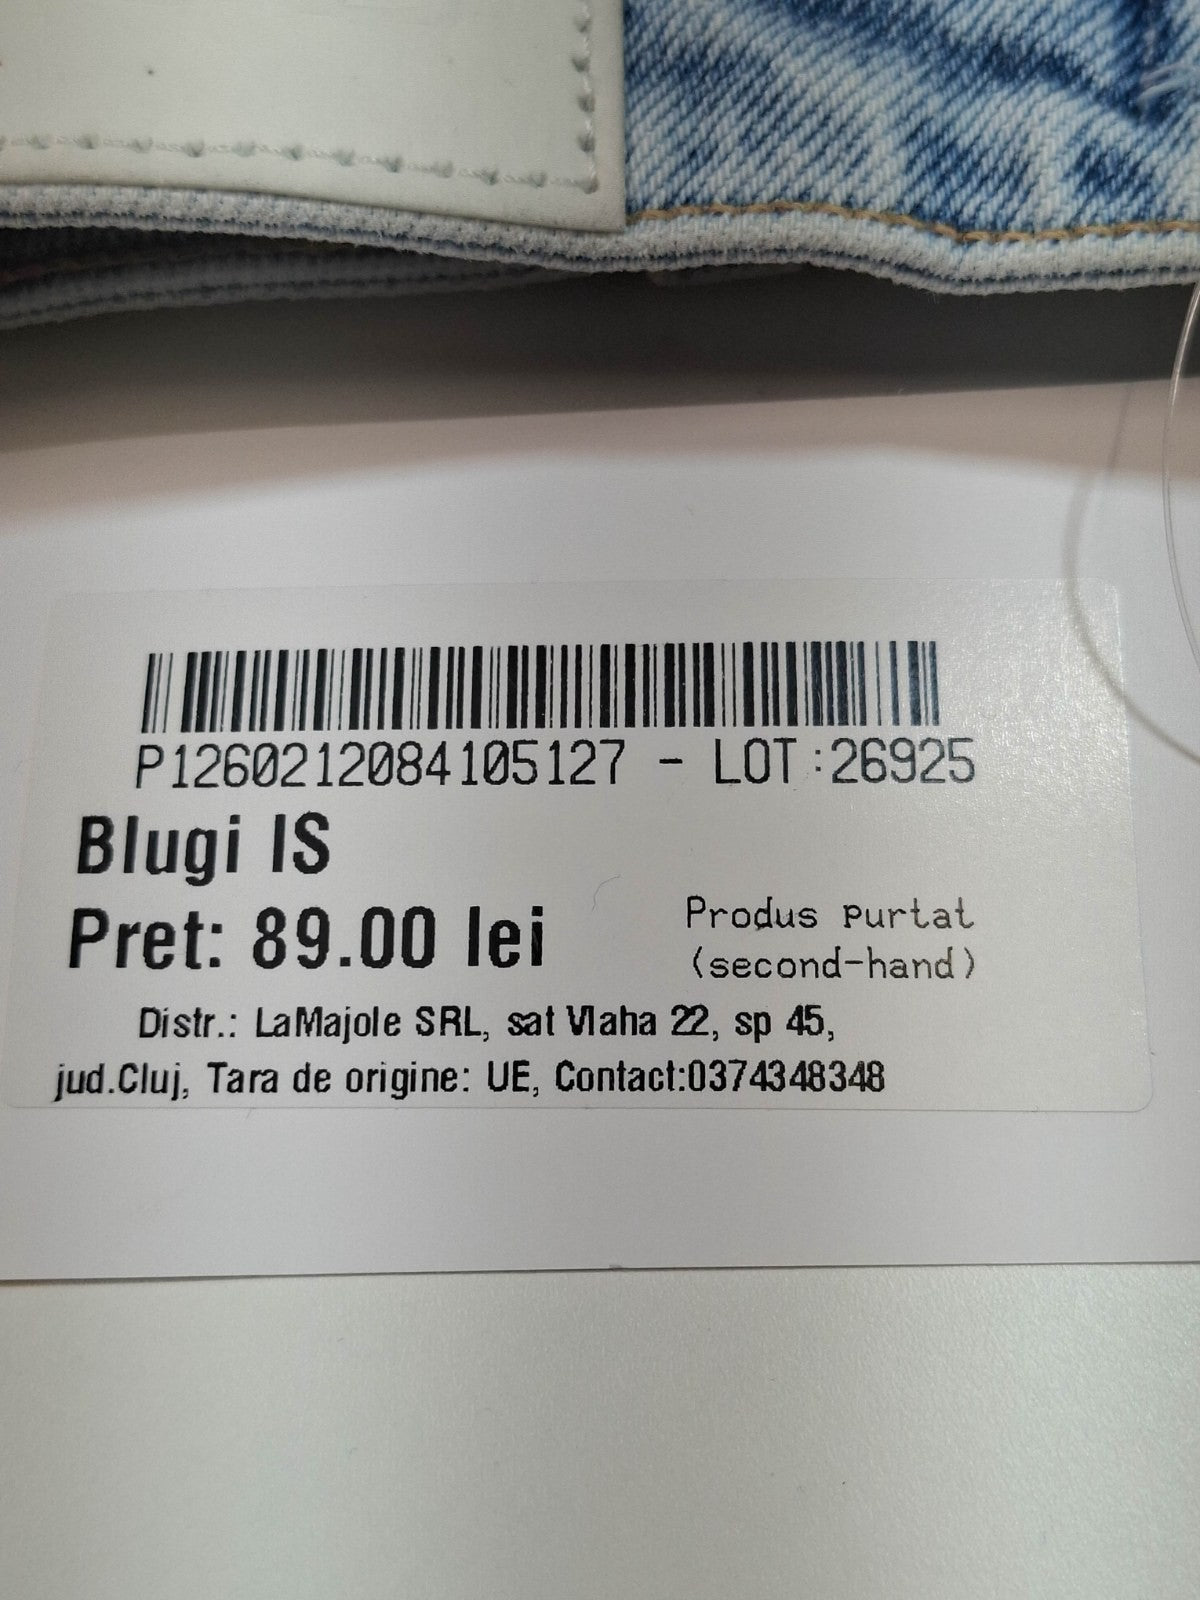 P1260212084105127 - LOT:26925
Blugi IS
Pret: 89.00 lei
Produs purtat
(second-hand)
Distr.: LaMajole SRL, sat Vlaha 22, sp 45,
jud.Cluj, Tara de origine: UE, Contact:0374348348